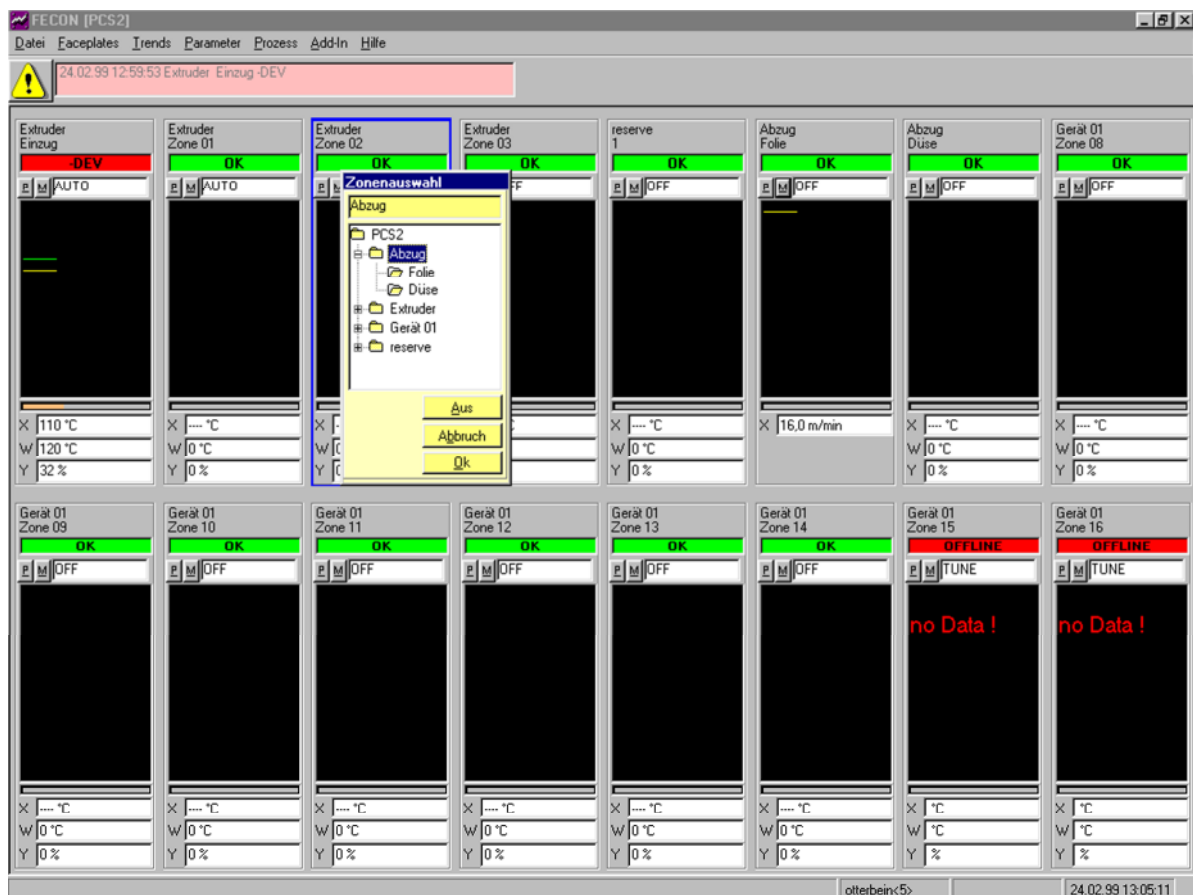 FECON [PCS2]
Datei Faceplates Trends Parameter Prozess Add-In Hilfe
24.02.99 12:59:53 Extruder Einzug -DEV
Extruder
Einzug
-DEV
P M AUTO
X 110 °C
W 120 °C
Y 32 %
Extruder
Zone 01
OK
P M AUTO
X ---- °C
W 0 °C
Y 0 %
Extruder
Zone 02
OK
P
X
W
Y
Zonenauswahl
Abzug
PCS2
Abzug
Folie
Düse
Extruder
Gerät 01
reserve
Aus
Abbruch
Ok
Extruder
Zone 03
OK
reserve
1
OK
P M OFF
X ---- °C
W 0 °C
Y 0 %
Abzug
Folie
OK
P M OFF
X 16,0 m/min
Abzug
Düse
OK
P M OFF
X ---- °C
W 0 °C
Y 0 %
Gerät 01
Zone 08
OK
P M OFF
X ---- °C
W 0 °C
Y 0 %
Gerät 01
Zone 09
OK
P M OFF
X ---- °C
W 0 °C
Y 0 %
Gerät 01
Zone 10
OK
P M OFF
X ---- °C
W 0 °C
Y 0 %
Gerät 01
Zone 11
OK
P M OFF
X ---- °C
W 0 °C
Y 0 %
Gerät 01
Zone 12
OK
P M OFF
X ---- °C
W 0 °C
Y 0 %
Gerät 01
Zone 13
OK
P M OFF
X ---- °C
W 0 °C
Y 0 %
Gerät 01
Zone 14
OK
P M OFF
X ---- °C
W 0 °C
Y 0 %
Gerät 01
Zone 15
OFFLINE
P M TUNE
no Data !
X °C
W °C
Y %
Gerät 01
Zone 16
OFFLINE
P M TUNE
no Data !
X °C
W °C
Y %
otterbein<5>
24.02.99 13:05:11